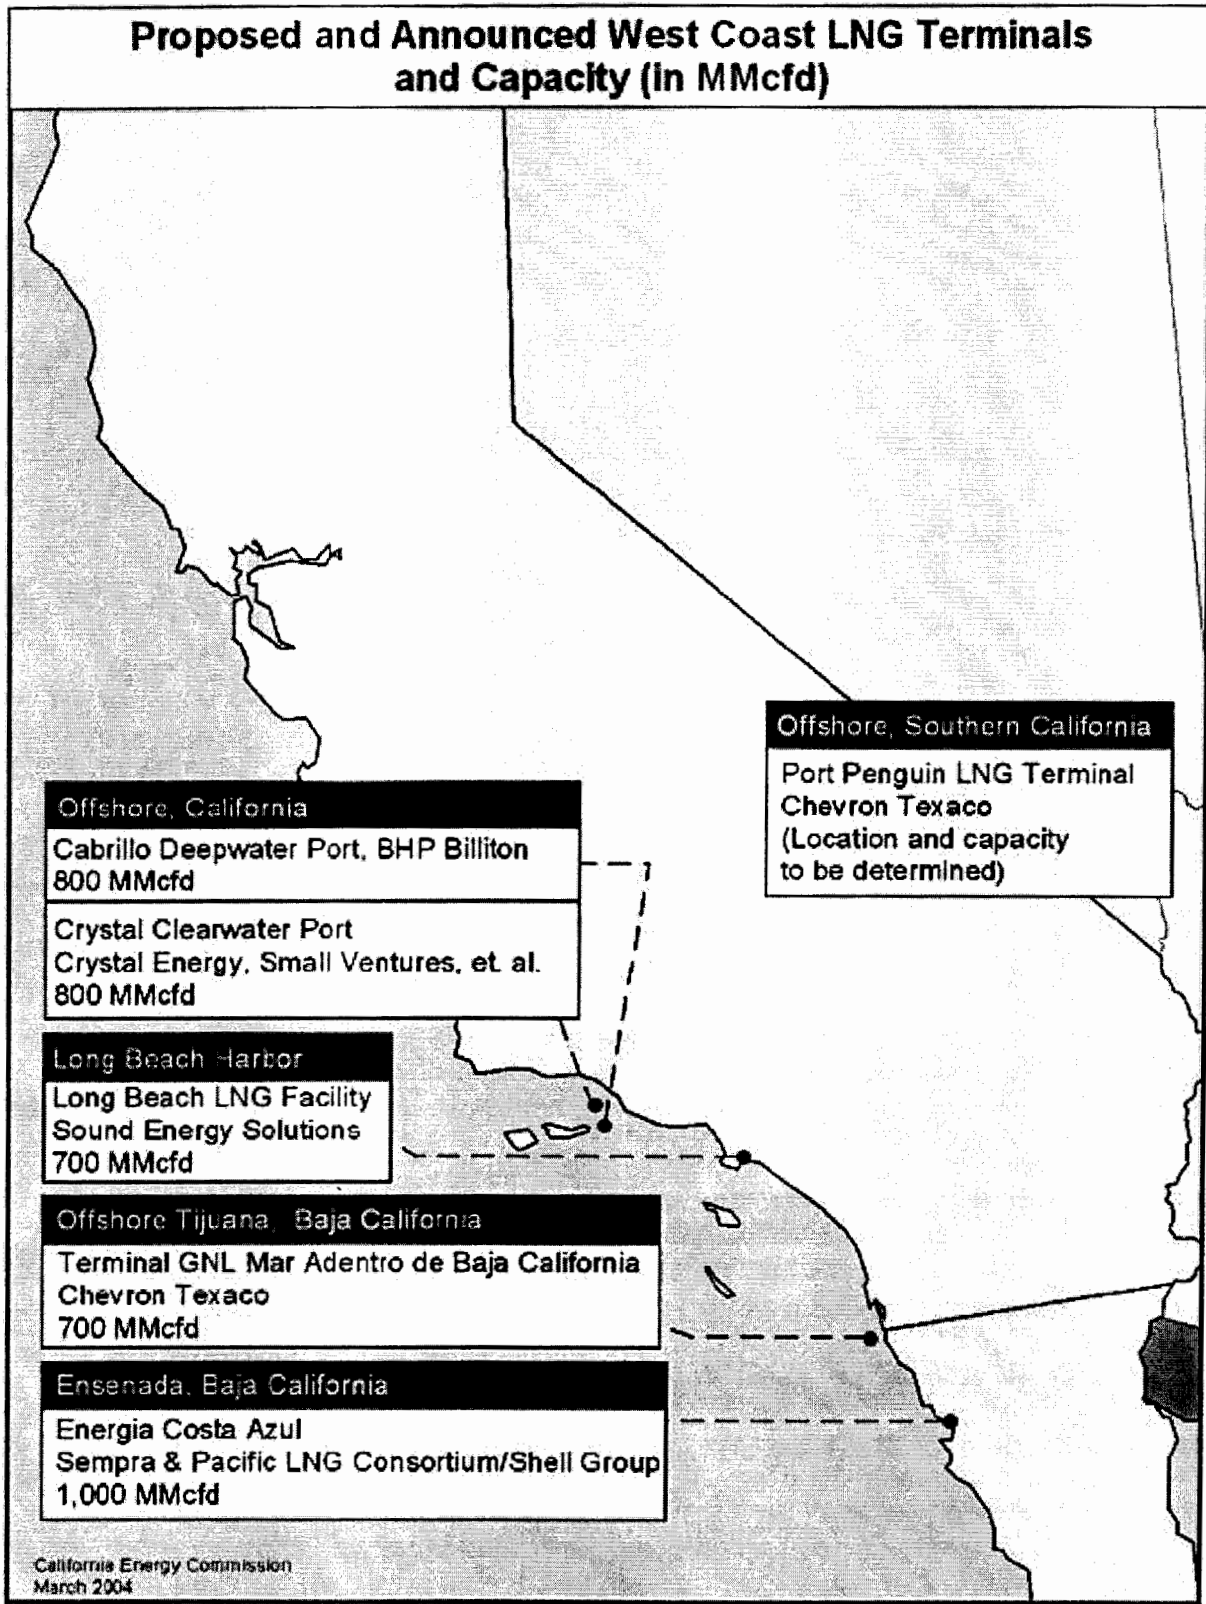 Proposed and Announced West Coast LNG Terminals
and Capacity (in MMcfd)
Offshore, Southern California
Port Penguin LNG Terminal
Chevron Texaco
(Location and capacity
to be determined)
Offshore, California
Cabrillo Deepwater Port, BHP Billiton
800 MMcfd
Crystal Clearwater Port
Crystal Energy, Small Ventures, et. al.
800 MMcfd
Long Beach Harbor
Long Beach LNG Facility
Sound Energy Solutions
700 MMcfd
Offshore Tijuana, Baja California
Terminal GNL Mar Adentro de Baja California
Chevron Texaco
700 MMcfd
Ensenada, Baja California
Energia Costa Azul
Sempra & Pacific LNG Consortium/Shell Group
1,000 MMcfd
California Energy Commission
March 2004